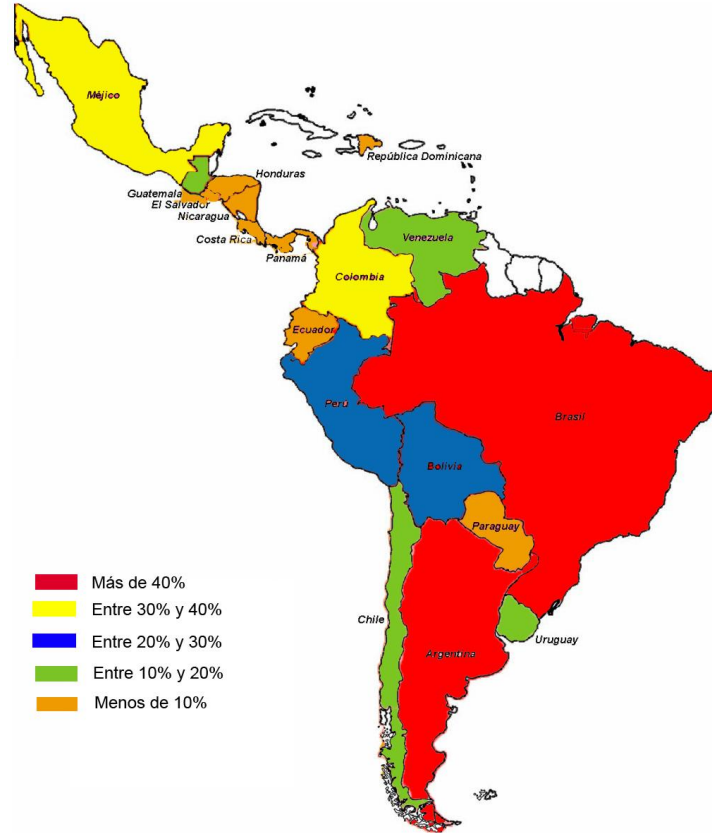 Méjico
República Dominicana
Honduras
Guatemala
El Salvador
Nicaragua
Costa Rica
Panamá
Venezuela
Colombia
Ecuador
Perú
Brasil
Bolivia
Paraguay
Chile
Uruguay
Argentina
Más de 40%
Entre 30% y 40%
Entre 20% y 30%
Entre 10% y 20%
Menos de 10%